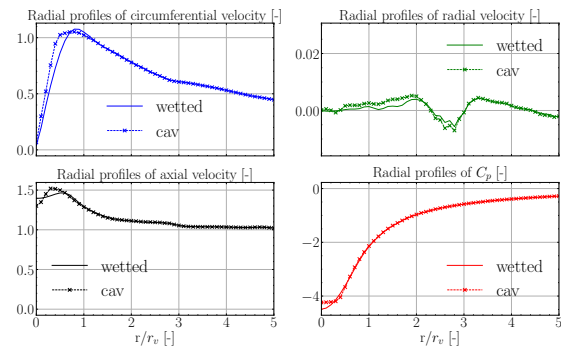 Radial profiles of circumferential velocity [-]
1.0
0.5
0.0
wetted
cav
Radial profiles of radial velocity [-]
0.02
0.00
wetted
cav
Radial profiles of axial velocity [-]
1.5
1.0
0.5
0.0
wetted
cav
0 1 2 3 4 5
r/r_v [-]
Radial profiles of C_p [-]
0
−2
−4
wetted
cav
0 1 2 3 4 5
r/r_v [-]